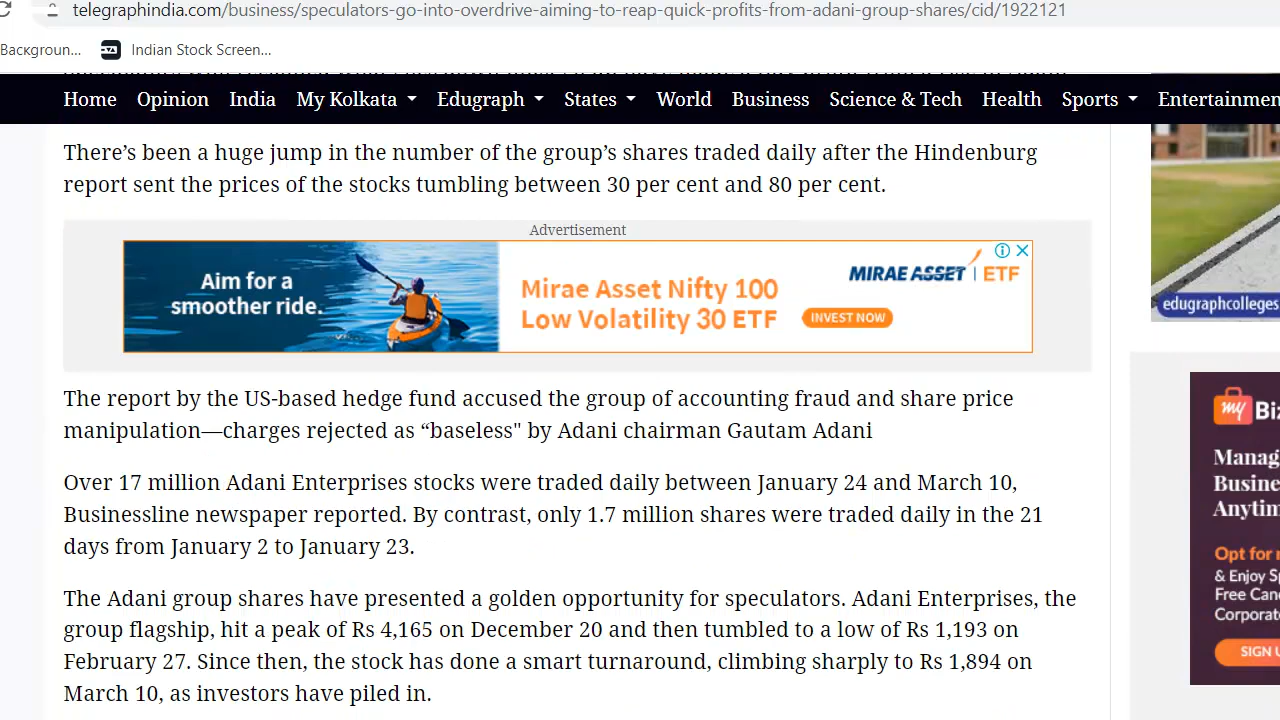 telegraphindia.com/business/speculators-go-into-overdrive-aiming-to-reap-quick-profits-from-adani-group-shares/cid/1922121
Backgroun... Indian Stock Screen...
Home Opinion India My Kolkata Edugraph States World Business Science & Tech Health Sports Entertainmen
There’s been a huge jump in the number of the group’s shares traded daily after the Hindenburg
report sent the prices of the stocks tumbling between 30 per cent and 80 per cent.
Advertisement
Aim for a
smoother ride.
Mirae Asset Nifty 100
Low Volatility 30 ETF
INVEST NOW
MIRAE ASSET | ETF
The report by the US-based hedge fund accused the group of accounting fraud and share price
manipulation—charges rejected as “baseless" by Adani chairman Gautam Adani
Over 17 million Adani Enterprises stocks were traded daily between January 24 and March 10,
Businessline newspaper reported. By contrast, only 1.7 million shares were traded daily in the 21
days from January 2 to January 23.
The Adani group shares have presented a golden opportunity for speculators. Adani Enterprises, the
group flagship, hit a peak of Rs 4,165 on December 20 and then tumbled to a low of Rs 1,193 on
February 27. Since then, the stock has done a smart turnaround, climbing sharply to Rs 1,894 on
March 10, as investors have piled in.
edugraphcolleges
my Biz
Manag
Busine
Anytim
Opt for
& Enjoy Sp
Free Can
Corporat
SIGN U